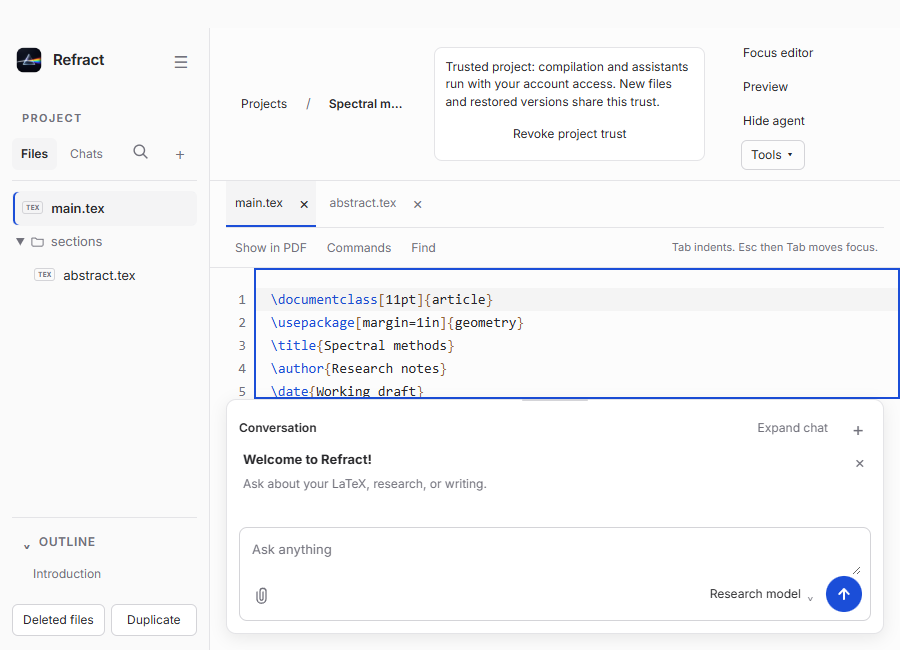 Refract
PROJECT
Files
Chats
+
TEX main.tex
sections
TEX abstract.tex
OUTLINE
Introduction
Deleted files
Duplicate
Projects / Spectral m...
Trusted project: compilation and assistants
run with your account access. New files
and restored versions share this trust.
Revoke project trust
Focus editor
Preview
Hide agent
Tools
main.tex ×
abstract.tex ×
Show in PDF
Commands
Find
Tab indents. Esc then Tab moves focus.
1 \documentclass[11pt]{article}
2 \usepackage[margin=1in]{geometry}
3 \title{Spectral methods}
4 \author{Research notes}
5 \date{Working draft}
Conversation
Expand chat
+
Welcome to Refract!
×
Ask about your LaTeX, research, or writing.
Ask anything
Research model